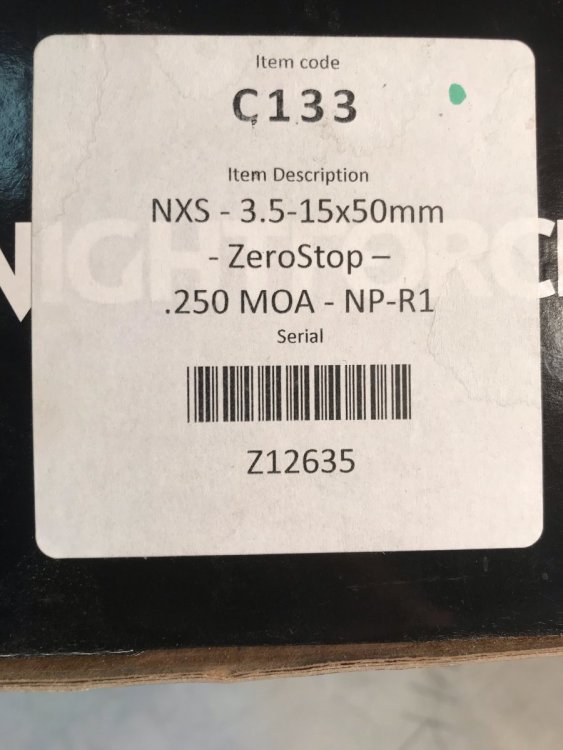 Item code
C133
Item Description
NXS - 3.5-15x50mm
- ZeroStop –
.250 MOA - NP-R1
Serial
Z12635